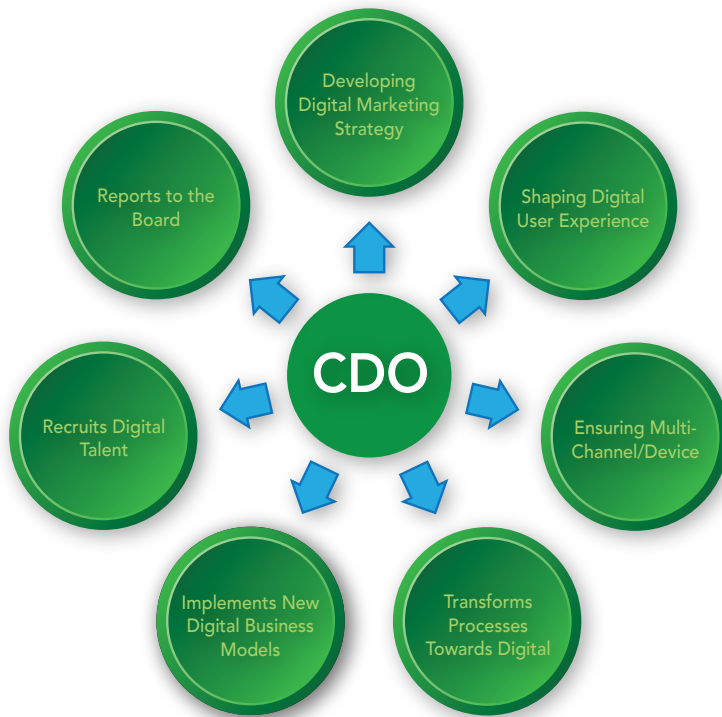 Developing
Digital Marketing
Strategy
Shaping Digital
User Experience
Ensuring Multi-
Channel/Device
Transforms
Processes
Towards Digital
Implements New
Digital Business
Models
Recruits Digital
Talent
Reports to the
Board
CDO